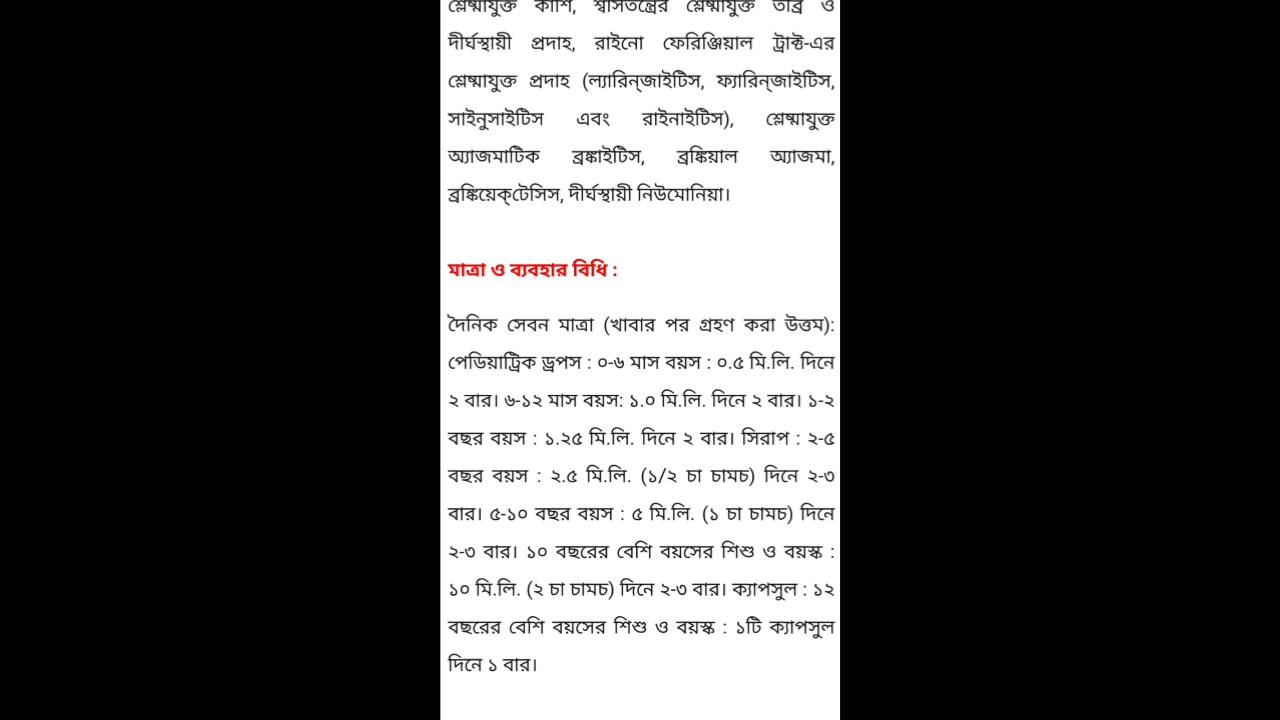 শ্লেষ্মাযুক্ত কাশি, শ্বাসতন্ত্রের শ্লেষ্মাযুক্ত তীব্র ও
দীর্ঘস্থায়ী প্রদাহ, রাইনো ফেরিঞ্জিয়াল ট্রাক্ট-এর
শ্লেষ্মাযুক্ত প্রদাহ (ল্যারিন্‌জাইটিস, ফ্যারিন্‌জাইটিস,
সাইনুসাইটিস এবং রাইনাইটিস), শ্লেষ্মাযুক্ত
অ্যাজমাটিক ব্রঙ্কাইটিস, ব্রঙ্কিয়াল অ্যাজমা,
ব্রঙ্কিয়েক্‌টেসিস, দীর্ঘস্থায়ী নিউমোনিয়া।
মাত্রা ও ব্যবহার বিধি :
দৈনিক সেবন মাত্রা (খাবার পর গ্রহণ করা উত্তম):
পেডিয়াট্রিক ড্রপস : ০-৬ মাস বয়স : ০.৫ মি.লি. দিনে
২ বার। ৬-১২ মাস বয়স: ১.০ মি.লি. দিনে ২ বার। ১-২
বছর বয়স : ১.২৫ মি.লি. দিনে ২ বার। সিরাপ : ২-৫
বছর বয়স : ২.৫ মি.লি. (১/২ চা চামচ) দিনে ২-৩
বার। ৫-১০ বছর বয়স : ৫ মি.লি. (১ চা চামচ) দিনে
২-৩ বার। ১০ বছরের বেশি বয়সের শিশু ও বয়স্ক :
১০ মি.লি. (২ চা চামচ) দিনে ২-৩ বার। ক্যাপসুল : ১২
বছরের বেশি বয়সের শিশু ও বয়স্ক : ১টি ক্যাপসুল
দিনে ১ বার।